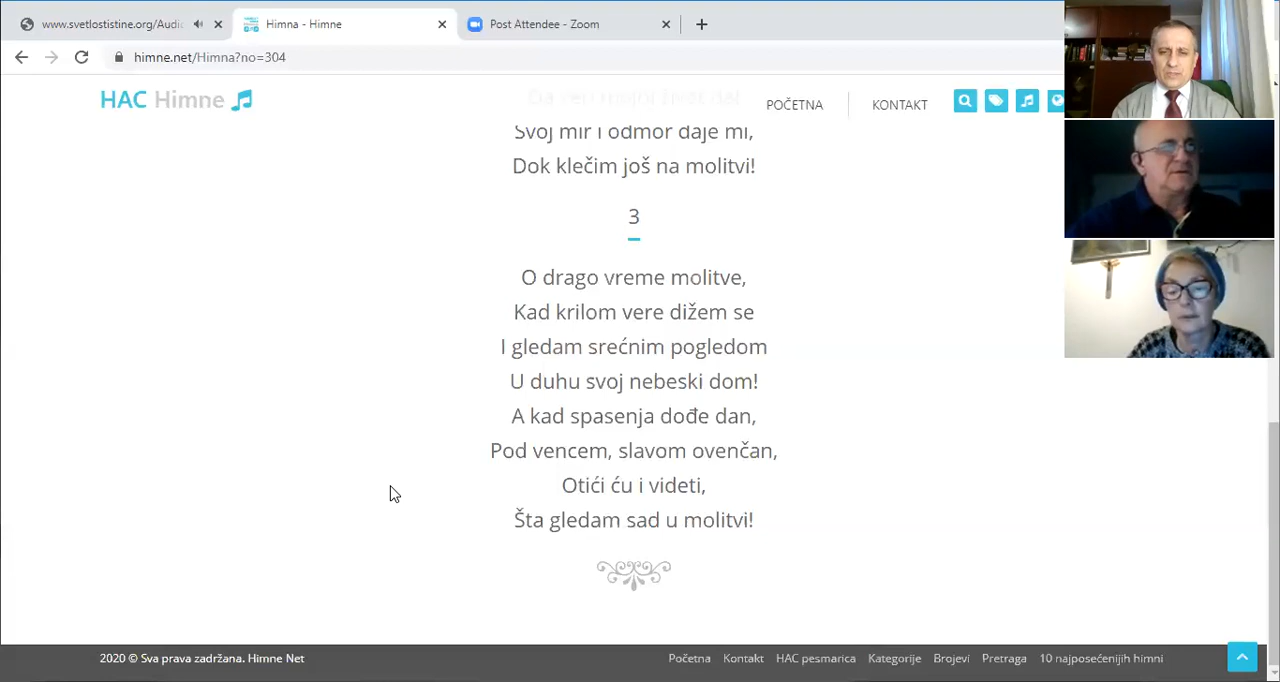 www.svetlostistine.org/Audi
Himna - Himne
Post Attendee - Zoom
himne.net/Himna?no=304
HAC Himne
POČETNA
KONTAKT
Svoj mir i odmor daje mi,
Dok klečim još na molitvi!
3
O drago vreme molitve,
Kad krilom vere dižem se
I gledam srećnim pogledom
U duhu svoj nebeski dom!
A kad spasenja dođe dan,
Pod vencem, slavom ovenčan,
Otići ću i videti,
Šta gledam sad u molitvi!
2020 © Sva prava zadržana. Himne Net
Početna Kontakt HAC pesmarica Kategorije Brojevi Pretraga 10 najposećenijih himni